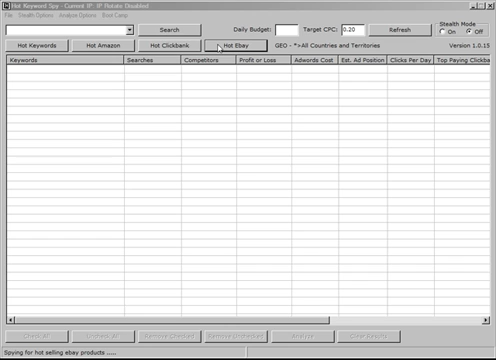 Hot Keyword Spy - Current IP: IP Rotate Disabled
File Stealth Options Analyze Options Boot Camp
Search Daily Budget: Target CPC: 0.20 Refresh Stealth Mode
On Off
Hot Keywords Hot Amazon Hot Clickbank Hot Ebay GEO - *>All Countries and Territories Version 1.0.15
Keywords Searches Competitors Profit or Loss Adwords Cost Est. Ad Position Clicks Per Day Top Paying Clickba
Check All Uncheck All Remove Checked Remove Unchecked Analyze Clear Results
Spying for hot selling ebay products .....